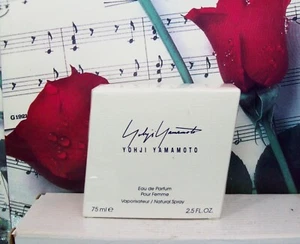 Yohji Yamamoto
YOHJI YAMAMOTO
Eau de Parfum
Pour Femme
Vaporisateur / Natural Spray
75 ml ℮ 2.5 FL. OZ.